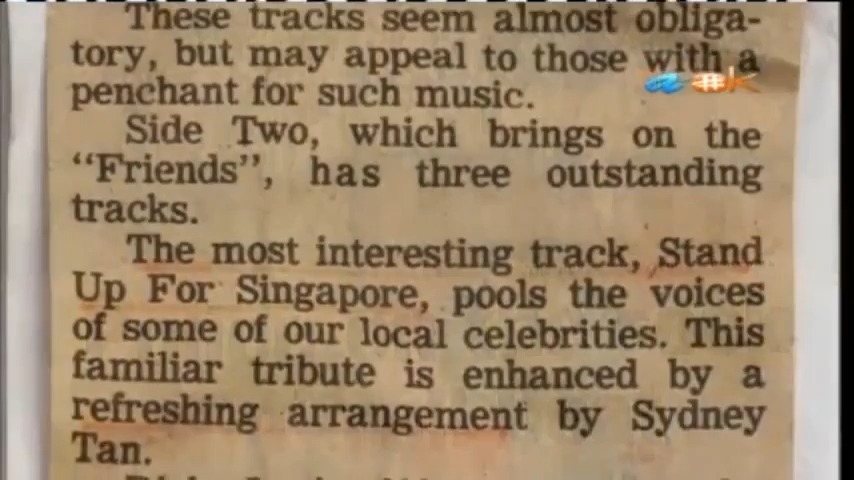 These tracks seem almost obliga-
tory, but may appeal to those with a
penchant for such music.
Side Two, which brings on the
“Friends”, has three outstanding
tracks.
The most interesting track, Stand
Up For Singapore, pools the voices
of some of our local celebrities. This
familiar tribute is enhanced by a
refreshing arrangement by Sydney
Tan.